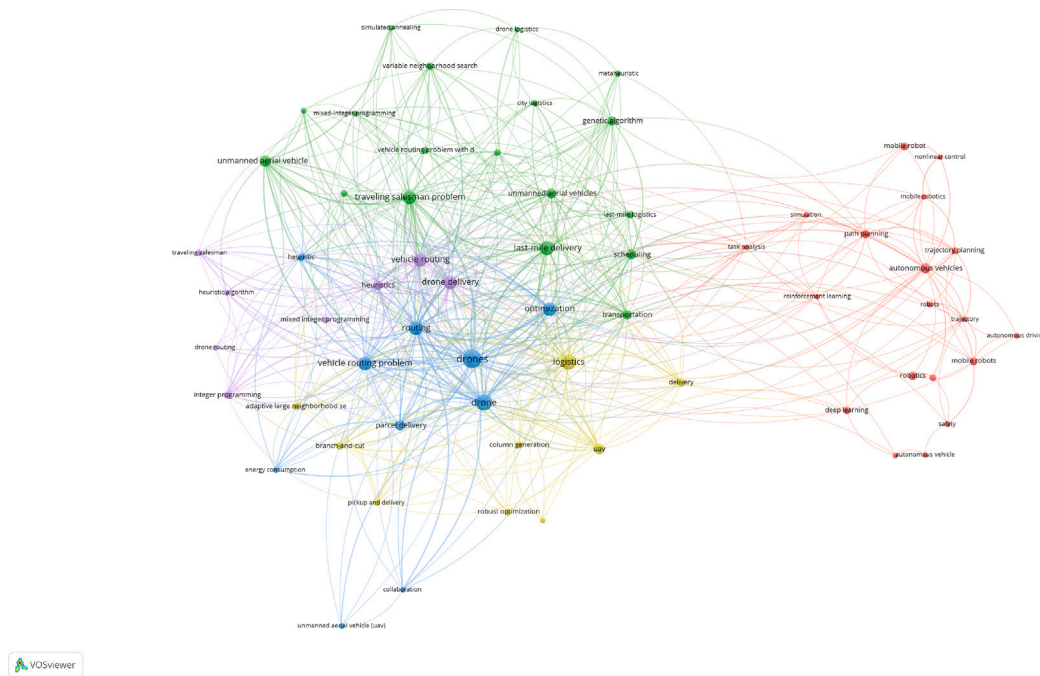 simulated annealing
drone logistics
variable neighborhood search
metaheuristic
city logistics
mixed-integer programming
genetic algorithm
vehicle routing problem with d
unmanned aerial vehicle
mobile robot
nonlinear control
traveling salesman problem
unmanned aerial vehicles
mobile robotics
last-mile logistics
simulation
path planning
last-mile delivery
task analysis
traveling salesman
heuristic
vehicle routing
scheduling
trajectory planning
autonomous vehicles
heuristics
drone delivery
heuristic algorithm
reinforcement learning
robots
optimization
transportation
mixed integer programming
trajectory
routing
autonomous drivin
drone routing
drones
vehicle routing problem
logistics
mobile robots
robotics
delivery
integer programming
adaptive large neighborhood se
drone
deep learning
parcel delivery
safety
branch-and-cut
column generation
uav
autonomous vehicle
energy consumption
pickup and delivery
robust optimization
collaboration
unmanned aerial vehicle (uav)
VOSviewer